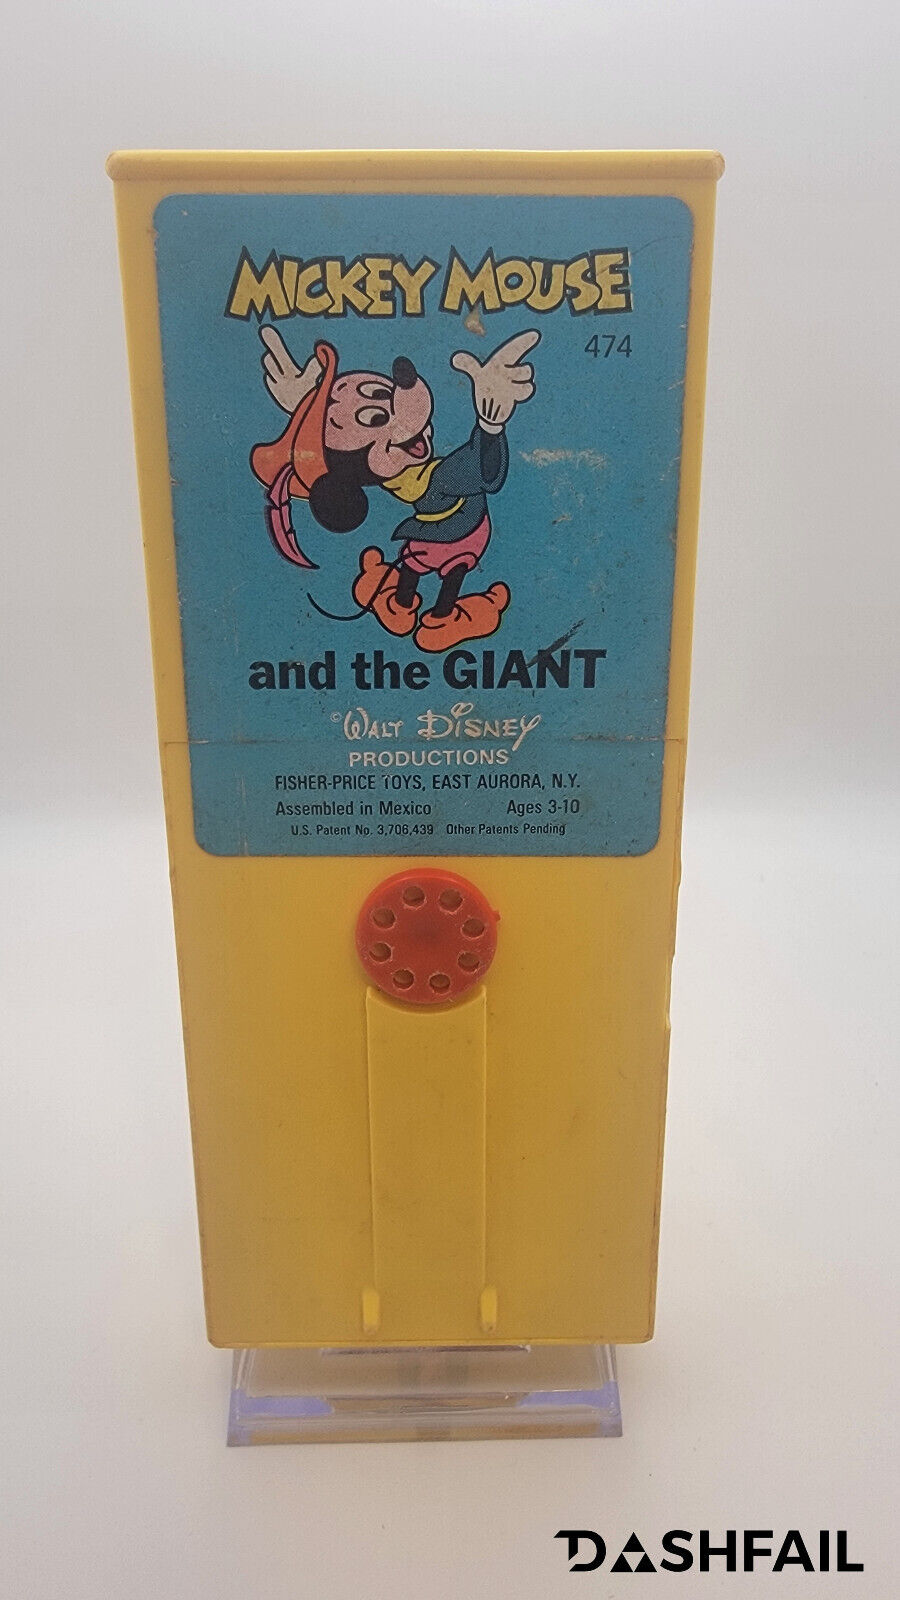 MICKEY MOUSE
474
and the GIANT
©WALT DISNEY
PRODUCTIONS
FISHER-PRICE TOYS, EAST AURORA, N.Y.
Assembled in Mexico Ages 3-10
U.S. Patent No. 3,706,439 Other Patents Pending
DASHFAIL